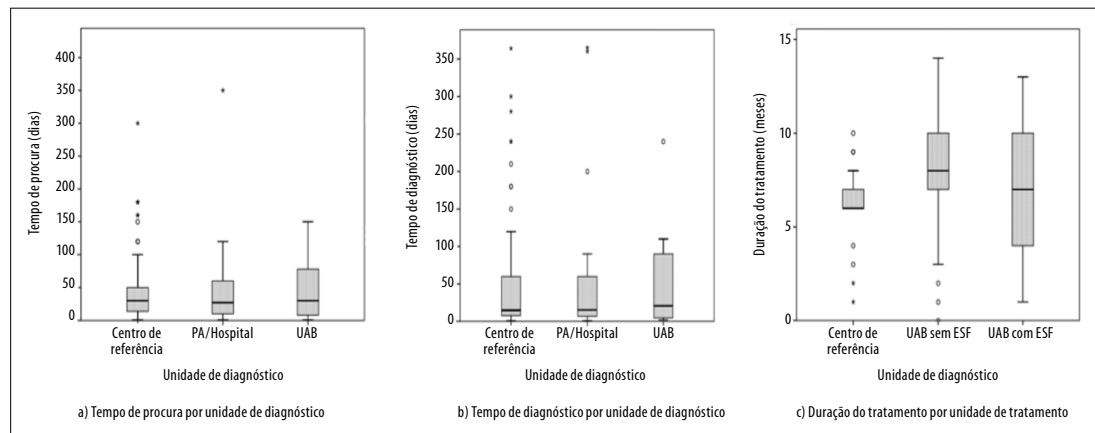 Tempo de procura (dias)
400
350
300
250
200
150
100
50
0
Centro de
referência
PA/Hospital
UAB
Unidade de diagnóstico
a) Tempo de procura por unidade de diagnóstico
Tempo de diagnóstico (dias)
350
300
250
200
150
100
50
0
Centro de
referência
PA/Hospital
UAB
Unidade de diagnóstico
b) Tempo de diagnóstico por unidade de diagnóstico
Duração do tratamento (meses)
15
10
5
0
Centro de
referência
UAB sem ESF
UAB com ESF
Unidade de diagnóstico
c) Duração do tratamento por unidade de tratamento